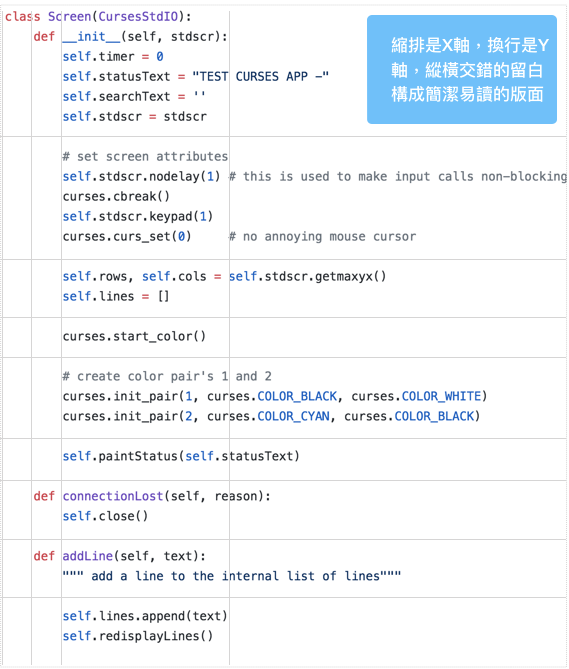 class Screen(CursesStdIO):
    def __init__(self, stdscr):
        self.timer = 0
        self.statusText = "TEST CURSES APP -"
        self.searchText = ''
        self.stdscr = stdscr
縮排是X軸，換行是Y
軸，縱橫交錯的留白
構成簡潔易讀的版面
        # set screen attributes
        self.stdscr.nodelay(1) # this is used to make input calls non-blocking
        curses.cbreak()
        self.stdscr.keypad(1)
        curses.curs_set(0)     # no annoying mouse cursor
        self.rows, self.cols = self.stdscr.getmaxyx()
        self.lines = []
        curses.start_color()
        # create color pair's 1 and 2
        curses.init_pair(1, curses.COLOR_BLACK, curses.COLOR_WHITE)
        curses.init_pair(2, curses.COLOR_CYAN, curses.COLOR_BLACK)
        self.paintStatus(self.statusText)
    def connectionLost(self, reason):
        self.close()
    def addLine(self, text):
        """ add a line to the internal list of lines"""
        self.lines.append(text)
        self.redisplayLines()